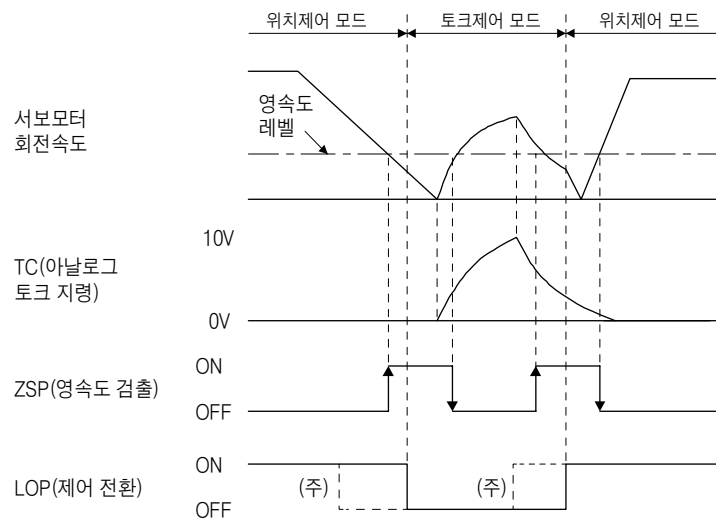 위치제어 모드 토크제어 모드 위치제어 모드
서보모터
회전속도
영속도
레벨
TC(아날로그
토크 지령)
10V
0V
ZSP(영속도 검출)
ON
OFF
LOP(제어 전환)
ON
OFF
(주) (주)